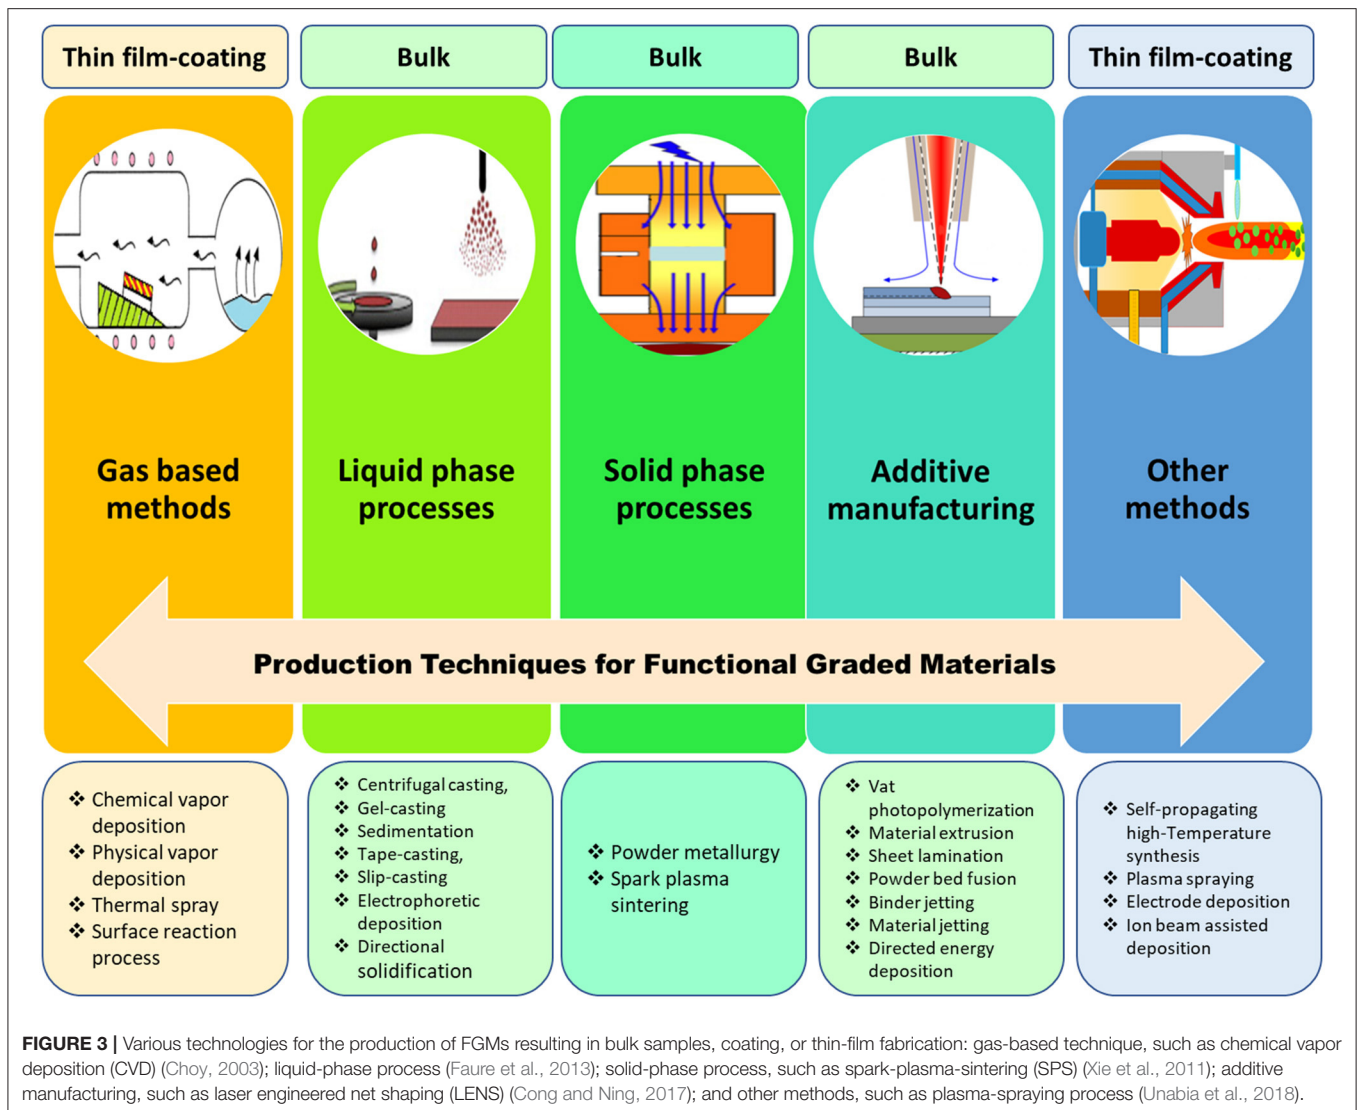 Thin film-coating
Bulk
Bulk
Bulk
Thin film-coating
Gas based
methods
Liquid phase
processes
Solid phase
processes
Additive
manufacturing
Other
methods
Production Techniques for Functional Graded Materials
❖ Chemical vapor
deposition
❖ Physical vapor
deposition
❖ Thermal spray
❖ Surface reaction
process
❖ Centrifugal casting,
❖ Gel-casting
❖ Sedimentation
❖ Tape-casting,
❖ Slip-casting
❖ Electrophoretic
deposition
❖ Directional
solidification
❖ Powder metallurgy
❖ Spark plasma
sintering
❖ Vat
photopolymerization
❖ Material extrusion
❖ Sheet lamination
❖ Powder bed fusion
❖ Binder jetting
❖ Material jetting
❖ Directed energy
deposition
❖ Self-propagating
high-Temperature
synthesis
❖ Plasma spraying
❖ Electrode deposition
❖ Ion beam assisted
deposition
FIGURE 3 | Various technologies for the production of FGMs resulting in bulk samples, coating, or thin-film fabrication: gas-based technique, such as chemical vapor
deposition (CVD) (Choy, 2003); liquid-phase process (Faure et al., 2013); solid-phase process, such as spark-plasma-sintering (SPS) (Xie et al., 2011); additive
manufacturing, such as laser engineered net shaping (LENS) (Cong and Ning, 2017); and other methods, such as plasma-spraying process (Unabia et al., 2018).